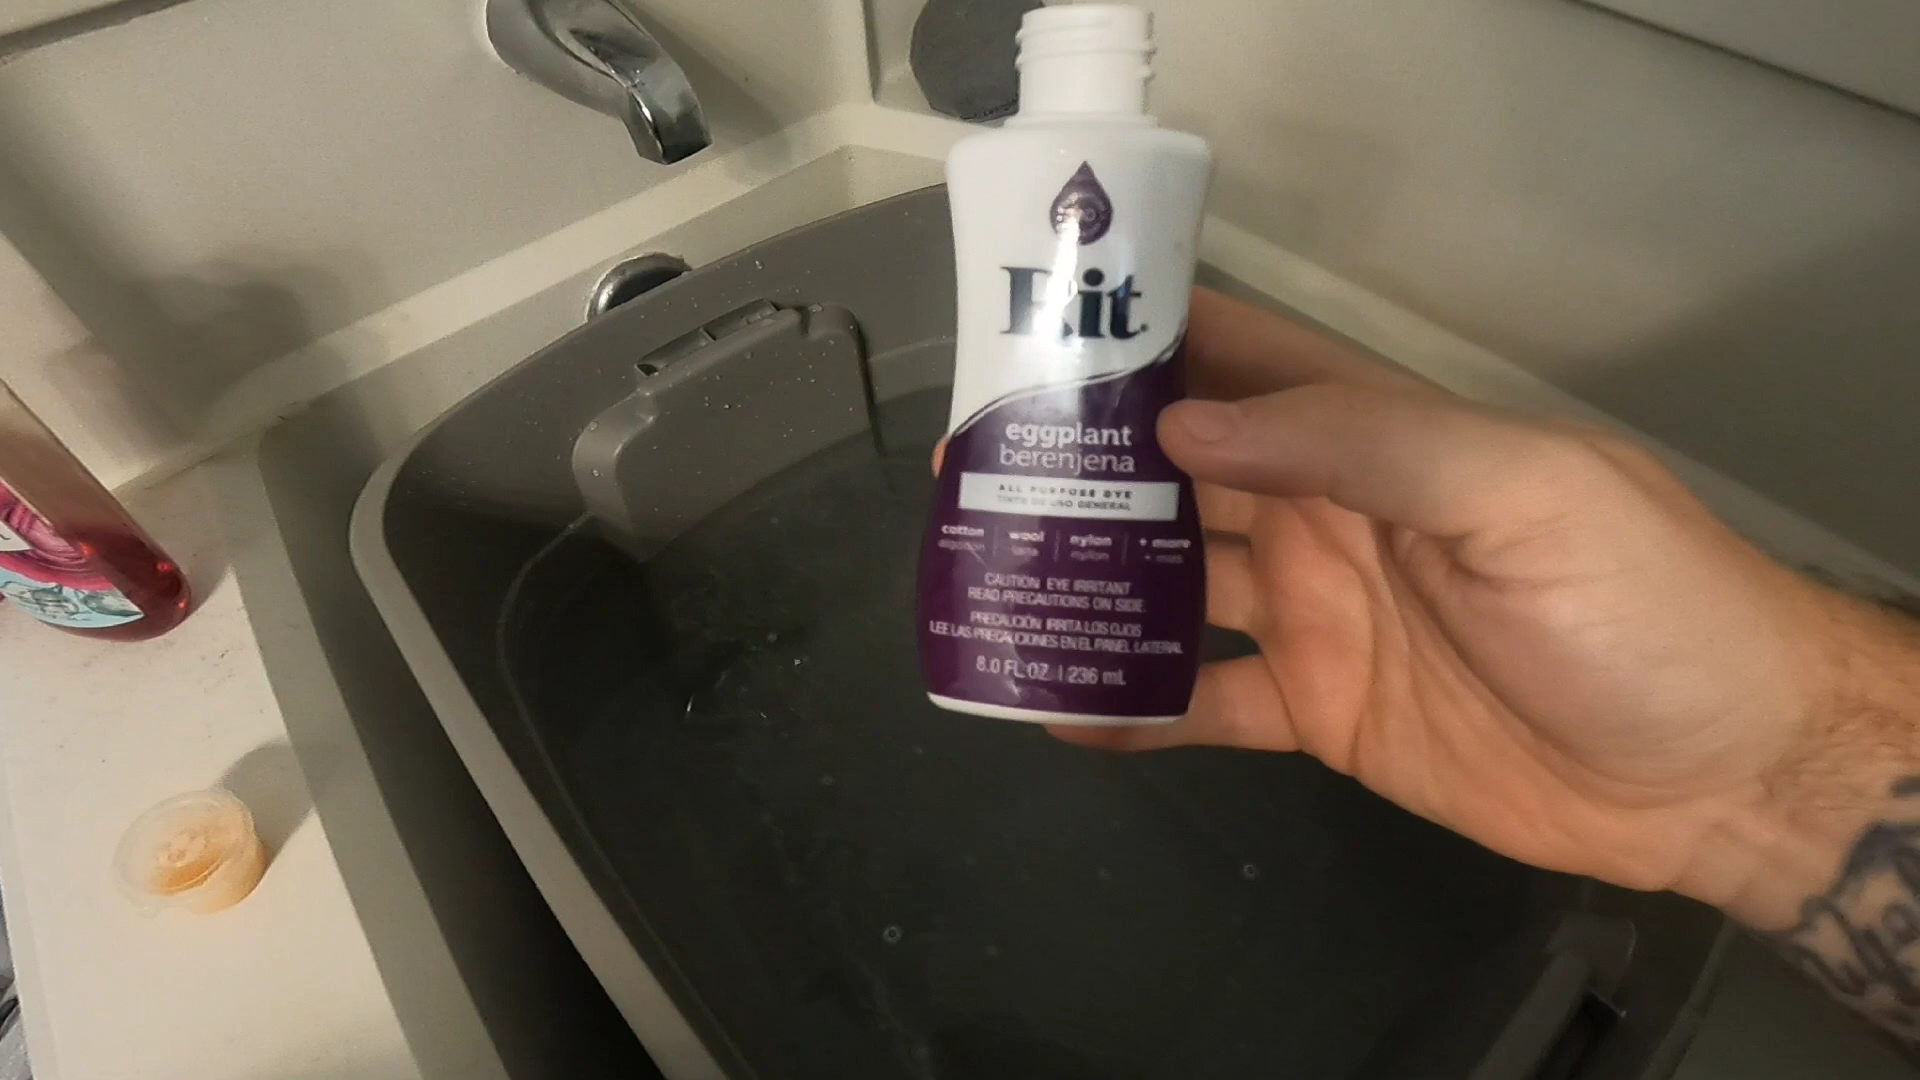 Rit
eggplant
berenjena
ALL PURPOSE DYE
TINTE DE USO GENERAL
cotton wool nylon + more
algodón lana nylon + más
CAUTION EYE IRRITANT
READ PRECAUTIONS ON SIDE.
PRECAUCIÓN IRRITA LOS OJOS
LEE LAS PRECAUCIONES EN EL PANEL LATERAL
8.0 FL OZ. | 236 mL